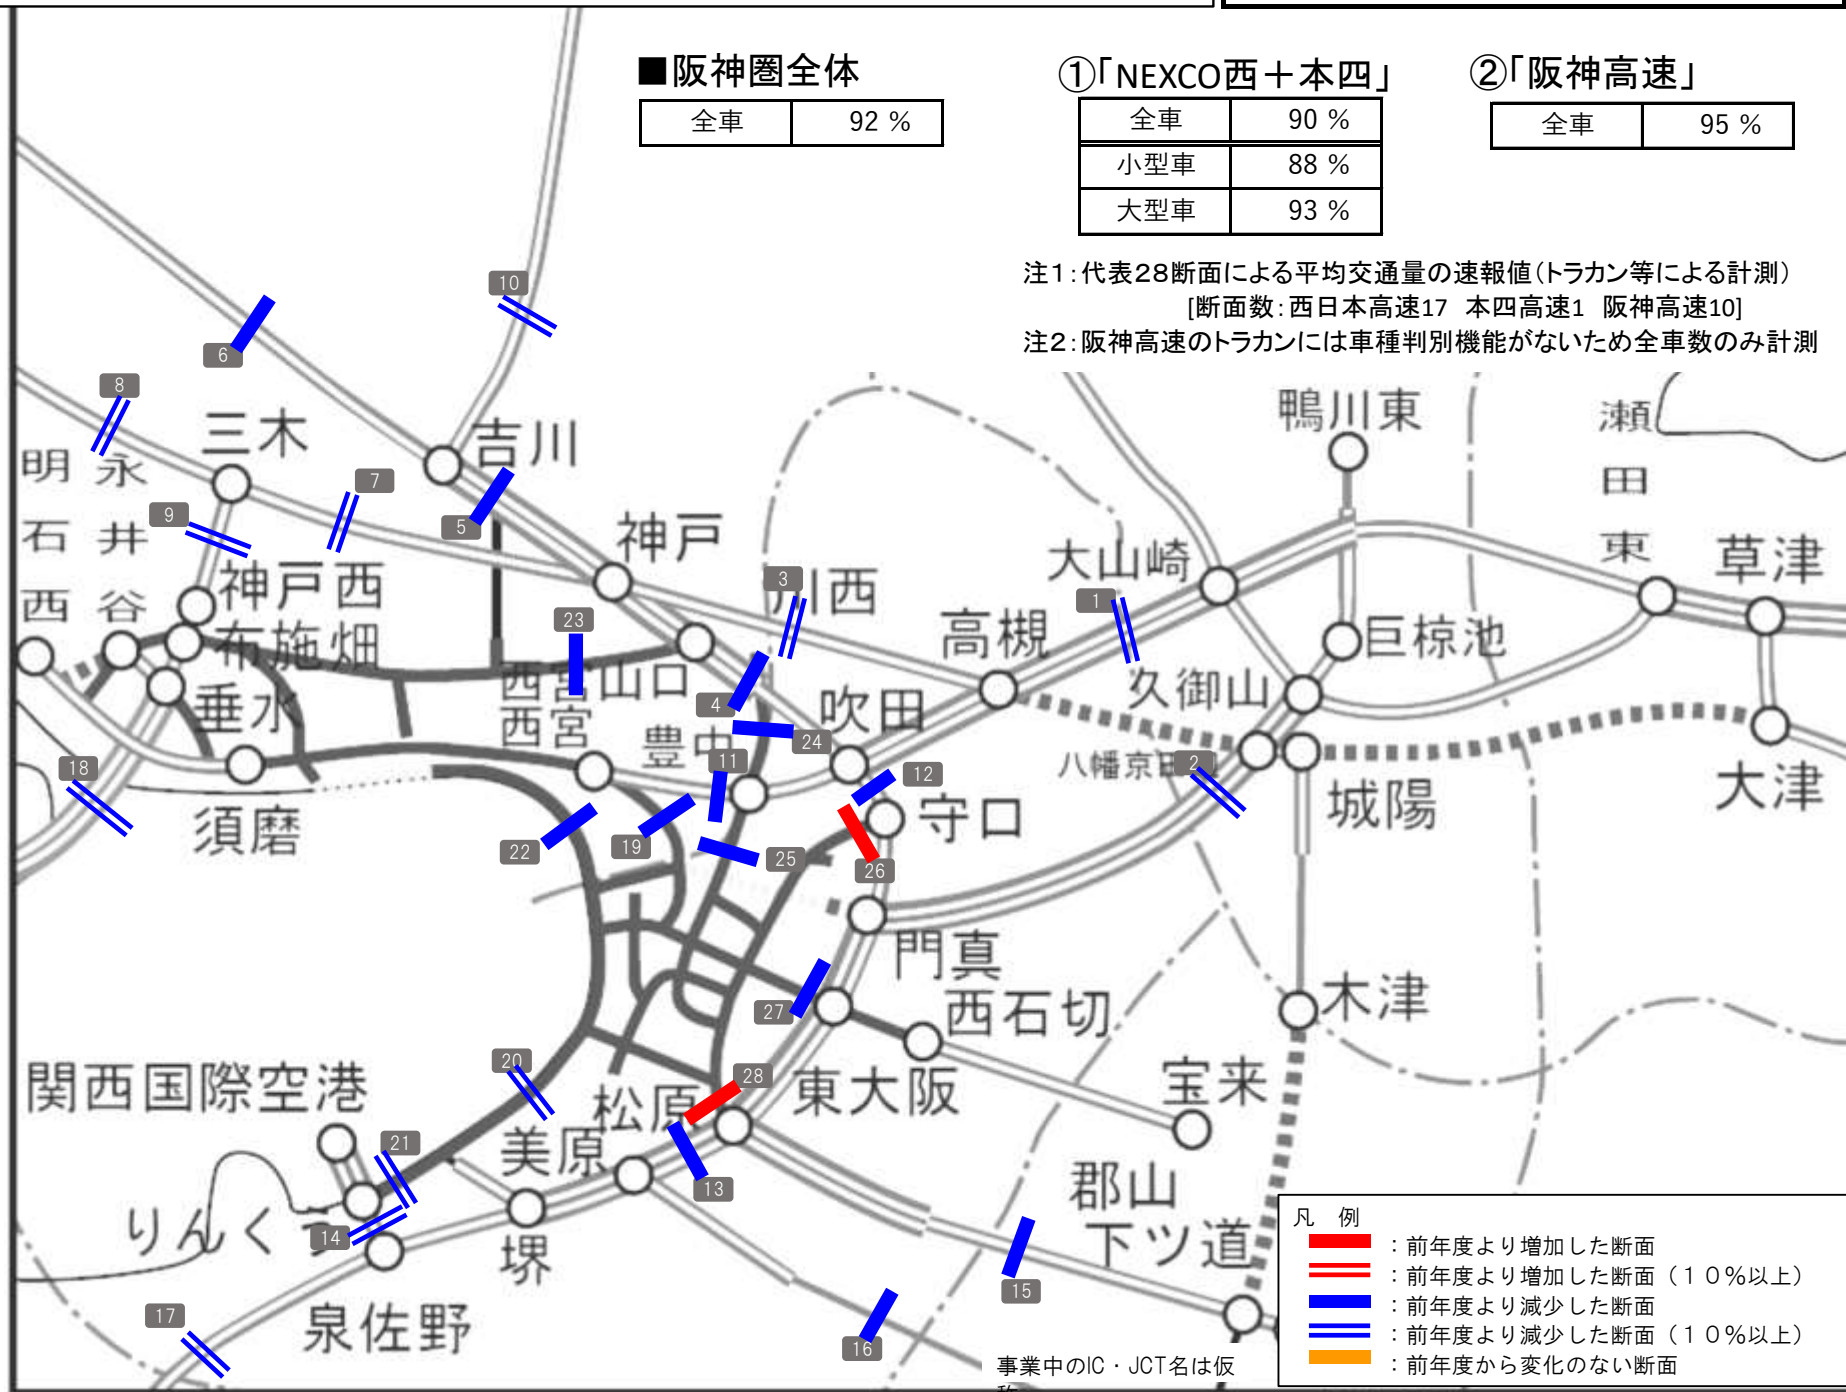 ■阪神圏全体
全車 92 %
①「NEXCO西＋本四」
全車 90 %
小型車 88 %
大型車 93 %
②「阪神高速」
全車 95 %
注１：代表２８断面による平均交通量の速報値（トラカン等による計測）
[断面数：西日本高速17 本四高速1 阪神高速10]
注２：阪神高速のトラカンには車種判別機能がないため全車数のみ計測
10
6
8
三木
吉川
7
9
5
明石西
永井谷
神戸西
布施畑
垂水
18
須磨
神戸
23
西宮山口
西宮
3
川西
4
24
豊中
11
吹田
12
守口
22
19
25
26
高槻
大山崎
1
鴨川東
瀬田東
草津
巨椋池
久御山
2
城陽
大津
門真
27
西石切
木津
東大阪
宝来
関西国際空港
20
松原
28
21
美原
13
りんくう
14
堺
泉佐野
17
郡山
下ツ道
15
16
事業中のIC・JCT名は仮
凡 例
：前年度より増加した断面
：前年度より増加した断面（１０％以上）
：前年度より減少した断面
：前年度より減少した断面（１０％以上）
：前年度から変化のない断面